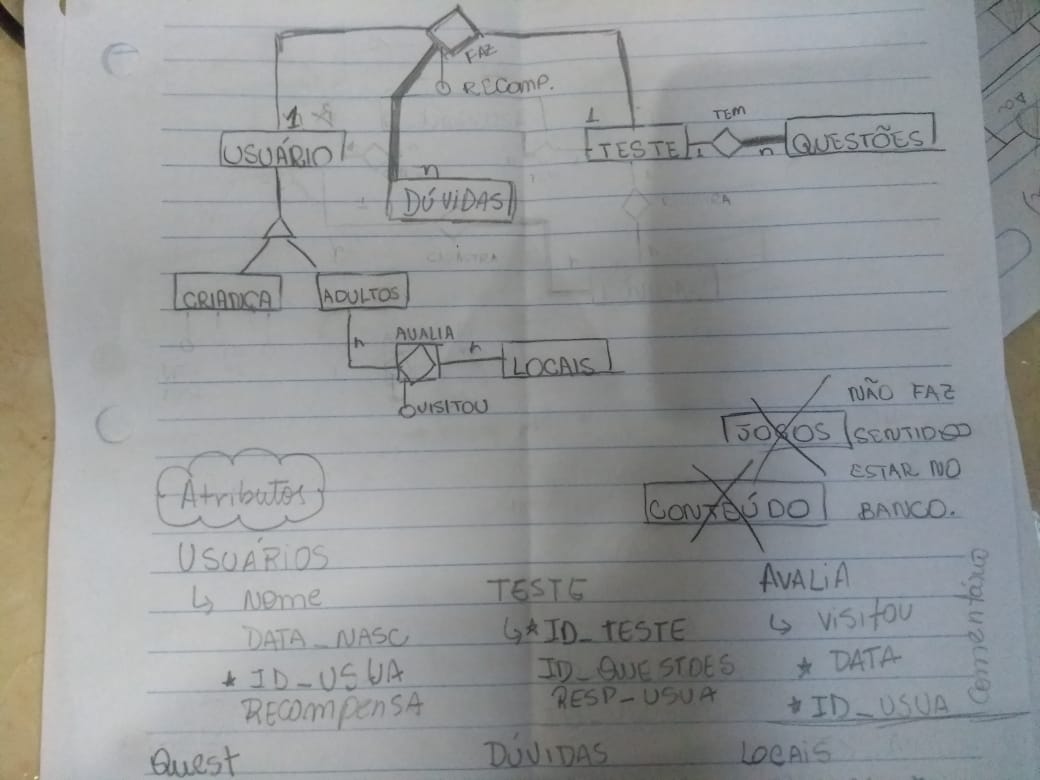 FAZ
RECOMP.
1
1
TEM
USUÁRIO
TESTE
1
n
QUESTÕES
n
DÚVIDAS
CRIANÇA
ADULTOS
n
AVALIA
n
LOCAIS
VISITOU
NÃO FAZ
JOGOS
SENTIDO
ESTAR NO
CONTEÚDO
BANCO.
Atributos
USUÁRIOS
TESTE
AVALIA
Nome
*ID_TESTE
VISITOU
DATA_NASC
ID_QUESTOES
* DATA
* ID_USUA
RESP_USUA
* ID_USUA
RECOMPENSA
Comentário
Quest
DÚVIDAS
LOCAIS